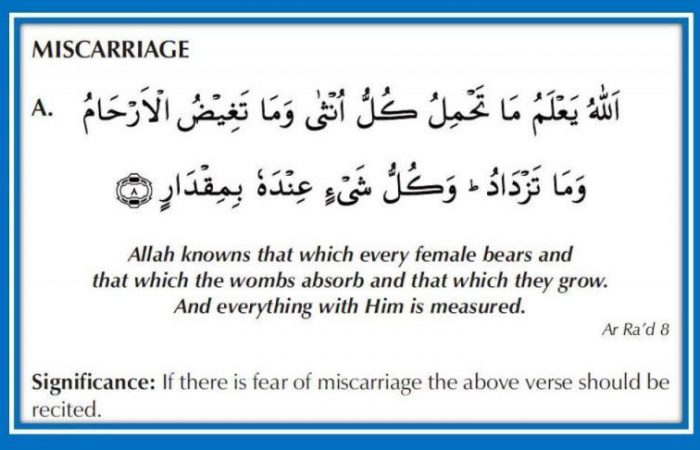 MISCARRIAGE
A. اَللّٰهُ يَعْلَمُ مَا تَحْمِلُ كُلُّ اُنْثٰى وَمَا تَغِيْضُ الْاَرْحَامُ
وَمَا تَزْدَادُ ؕ وَكُلُّ شَىْءٍ عِنْدَهٗ بِمِقْدَارٍ ﴿۸﴾
Allah knowns that which every female bears and
that which the wombs absorb and that which they grow.
And everything with Him is measured.
Ar Ra'd 8
Significance: If there is fear of miscarriage the above verse should be
recited.